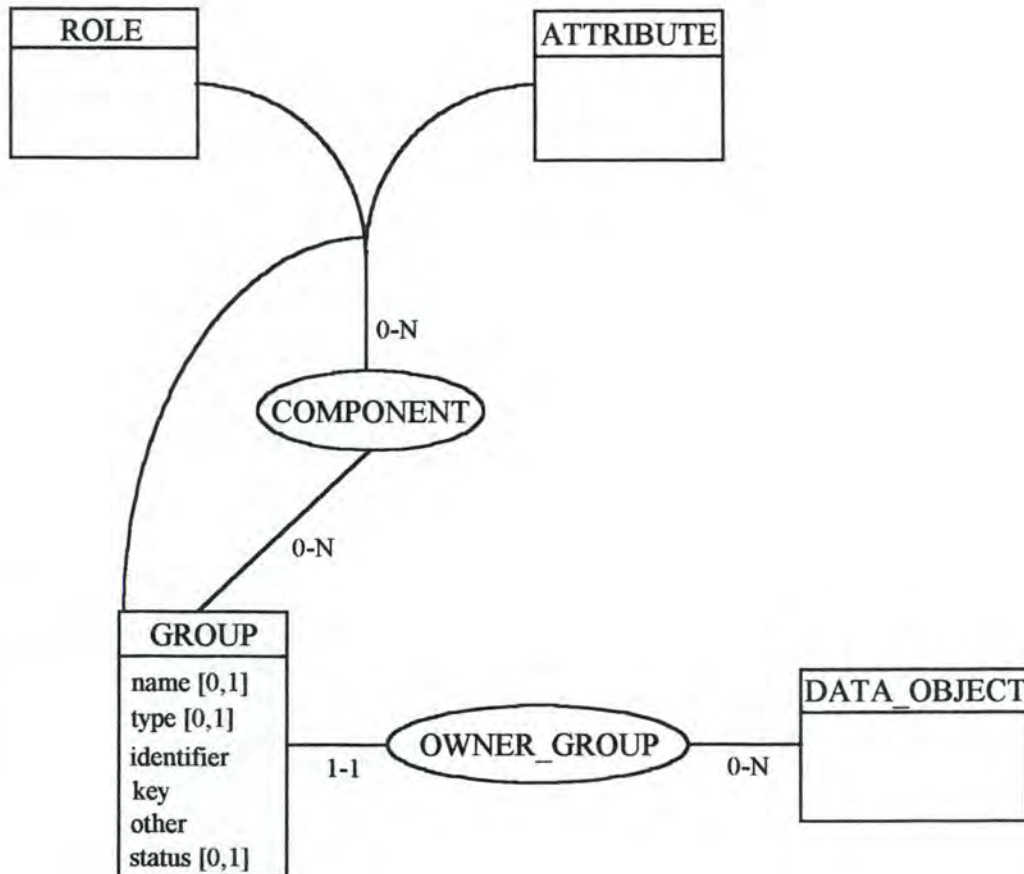 ROLE
ATTRIBUTE
0-N
COMPONENT
0-N
GROUP
name [0,1]
type [0,1]
identifier
key
other
status [0,1]
1-1
OWNER_GROUP
0-N
DATA_OBJECT